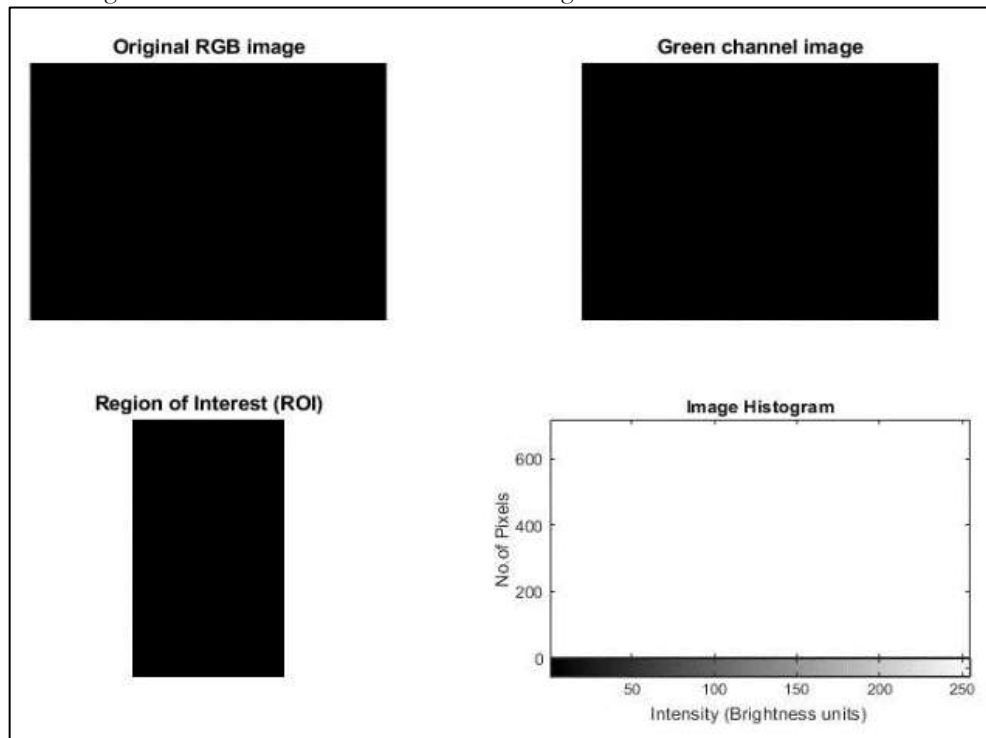 Original RGB image
Green channel image
Region of Interest (ROI)
Image Histogram
600
400
200
0
No.of Pixels
50 100 150 200 250
Intensity (Brightness units)